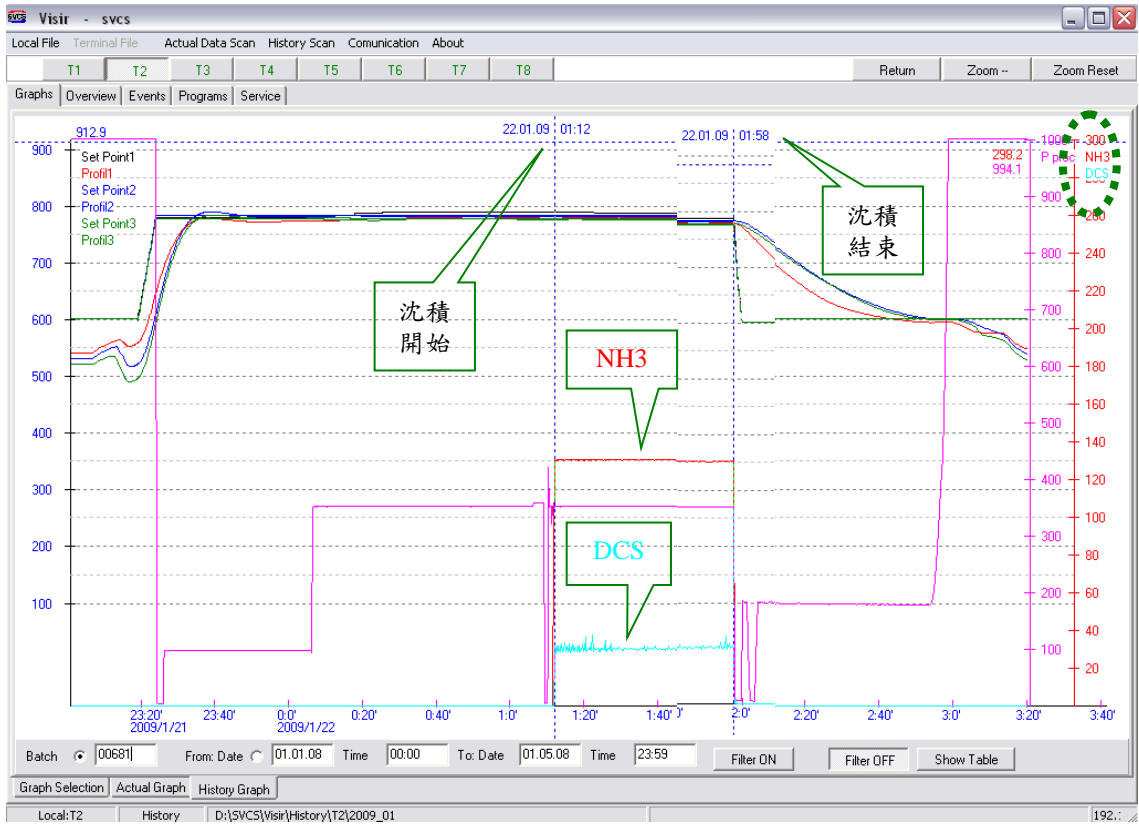 Visir - svcs
Local File Terminal File Actual Data Scan History Scan Comunication About
T1 T2 T3 T4 T5 T6 T7 T8 Return Zoom -- Zoom Reset
Graphs Overview Events Programs Service
912.9
22.01.09 01:12
22.01.09 01:58
Set Point1
Profil1
Set Point2
Profil2
Set Point3
Profil3
298.2
994.1
P proc
NH3
DCS
沈積
開始
沈積
結束
NH3
DCS
900
800
700
600
500
400
300
200
100
1000
900
800
700
600
500
400
300
200
100
300
260
240
220
200
180
160
140
120
100
80
60
40
20
23:20' 23:40' 0:0' 0:20' 0:40' 1:0' 1:20' 1:40' 2:0' 2:20' 2:40' 3:0' 3:20' 3:40'
2009/1/21 2009/1/22
Batch 00681 From: Date 01.01.08 Time 00:00 To: Date 01.05.08 Time 23:59 Filter ON Filter OFF Show Table
Graph Selection Actual Graph History Graph
Local:T2 History D:\SVCS\Visir\History\T2\2009_01 192.